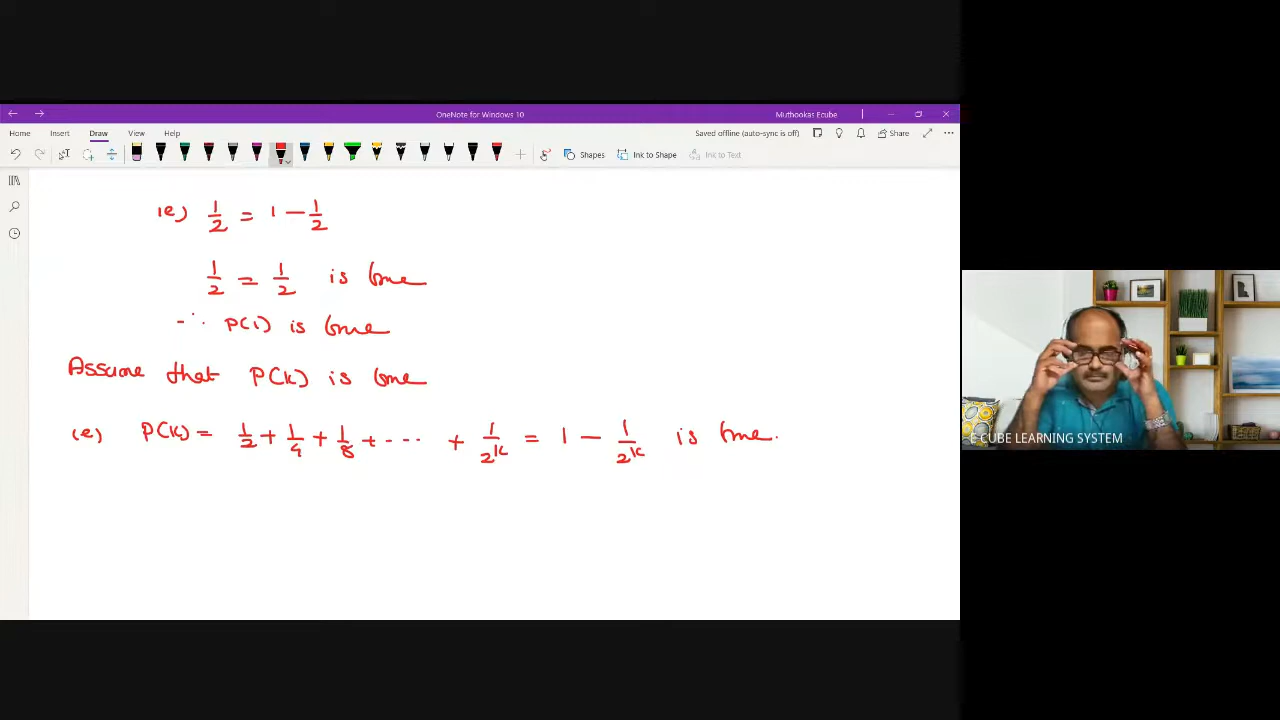 OneNote for Windows 10
Muthookas Ecube
Home Insert Draw View Help
Saved offline (auto-sync is off)
Share
Shapes
Ink to Shape
Ink to Text
ie) 1/2 = 1 - 1/2
1/2 = 1/2 is true
∴ P(1) is true
Assume that P(k) is true
(e) P(k) = 1/2 + 1/4 + 1/8 + ... + 1/2^k = 1 - 1/2^k is true.
E CUBE LEARNING SYSTEM